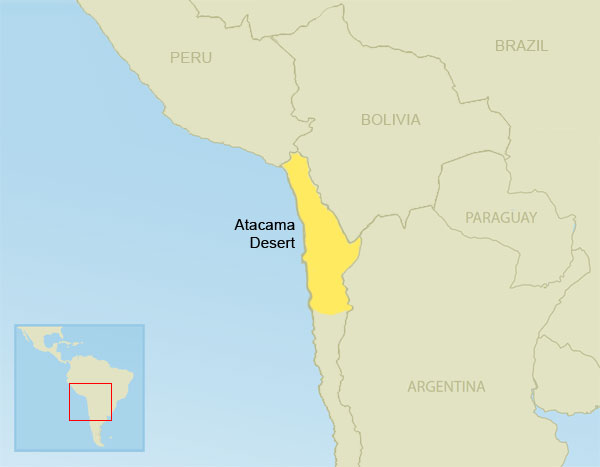 BRAZIL
PERU
BOLIVIA
PARAGUAY
Atacama
Desert
ARGENTINA